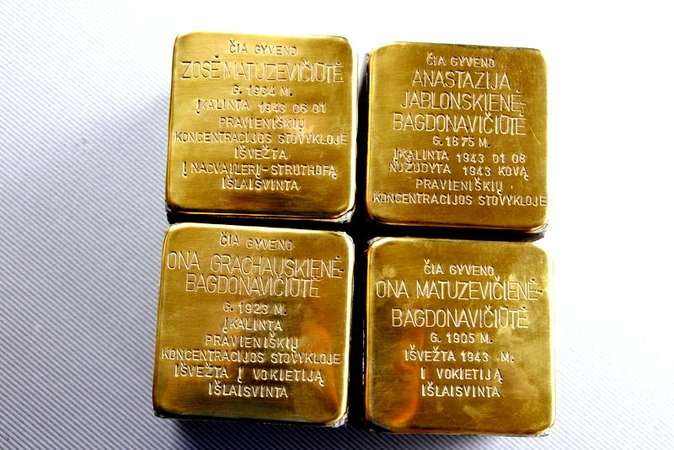 ČIA GYVENO
ZOSĖ MATUZEVIČIŪTĖ
G. 1934 M.
ĮKALINTA 1943 06 01
PRAVIENIŠKIŲ
KONCENTRACIJOS STOVYKLOJE
IŠVEŽTA
Į NACVAILERĮ-STRUTHOFĄ
IŠLAISVINTA
ČIA GYVENO
ANASTAZIJA
JABLONSKIENĖ-
BAGDONAVIČIŪTĖ
G. 1875 M.
ĮKALINTA 1943 01 08
NUŽUDYTA 1943 KOVĄ
PRAVIENIŠKIŲ
KONCENTRACIJOS STOVYKLOJE
ČIA GYVENO
ONA GRACHAUSKIENĖ-
BAGDONAVIČIŪTĖ
G. 1923 M.
ĮKALINTA
PRAVIENIŠKIŲ
KONCENTRACIJOS STOVYKLOJE
IŠVEŽTA Į VOKIETIJĄ
IŠLAISVINTA
ČIA GYVENO
ONA MATUZEVIČIENĖ-
BAGDONAVIČIŪTĖ
G. 1905 M.
IŠVEŽTA 1943 M.
Į VOKIETIJĄ
IŠLAISVINTA